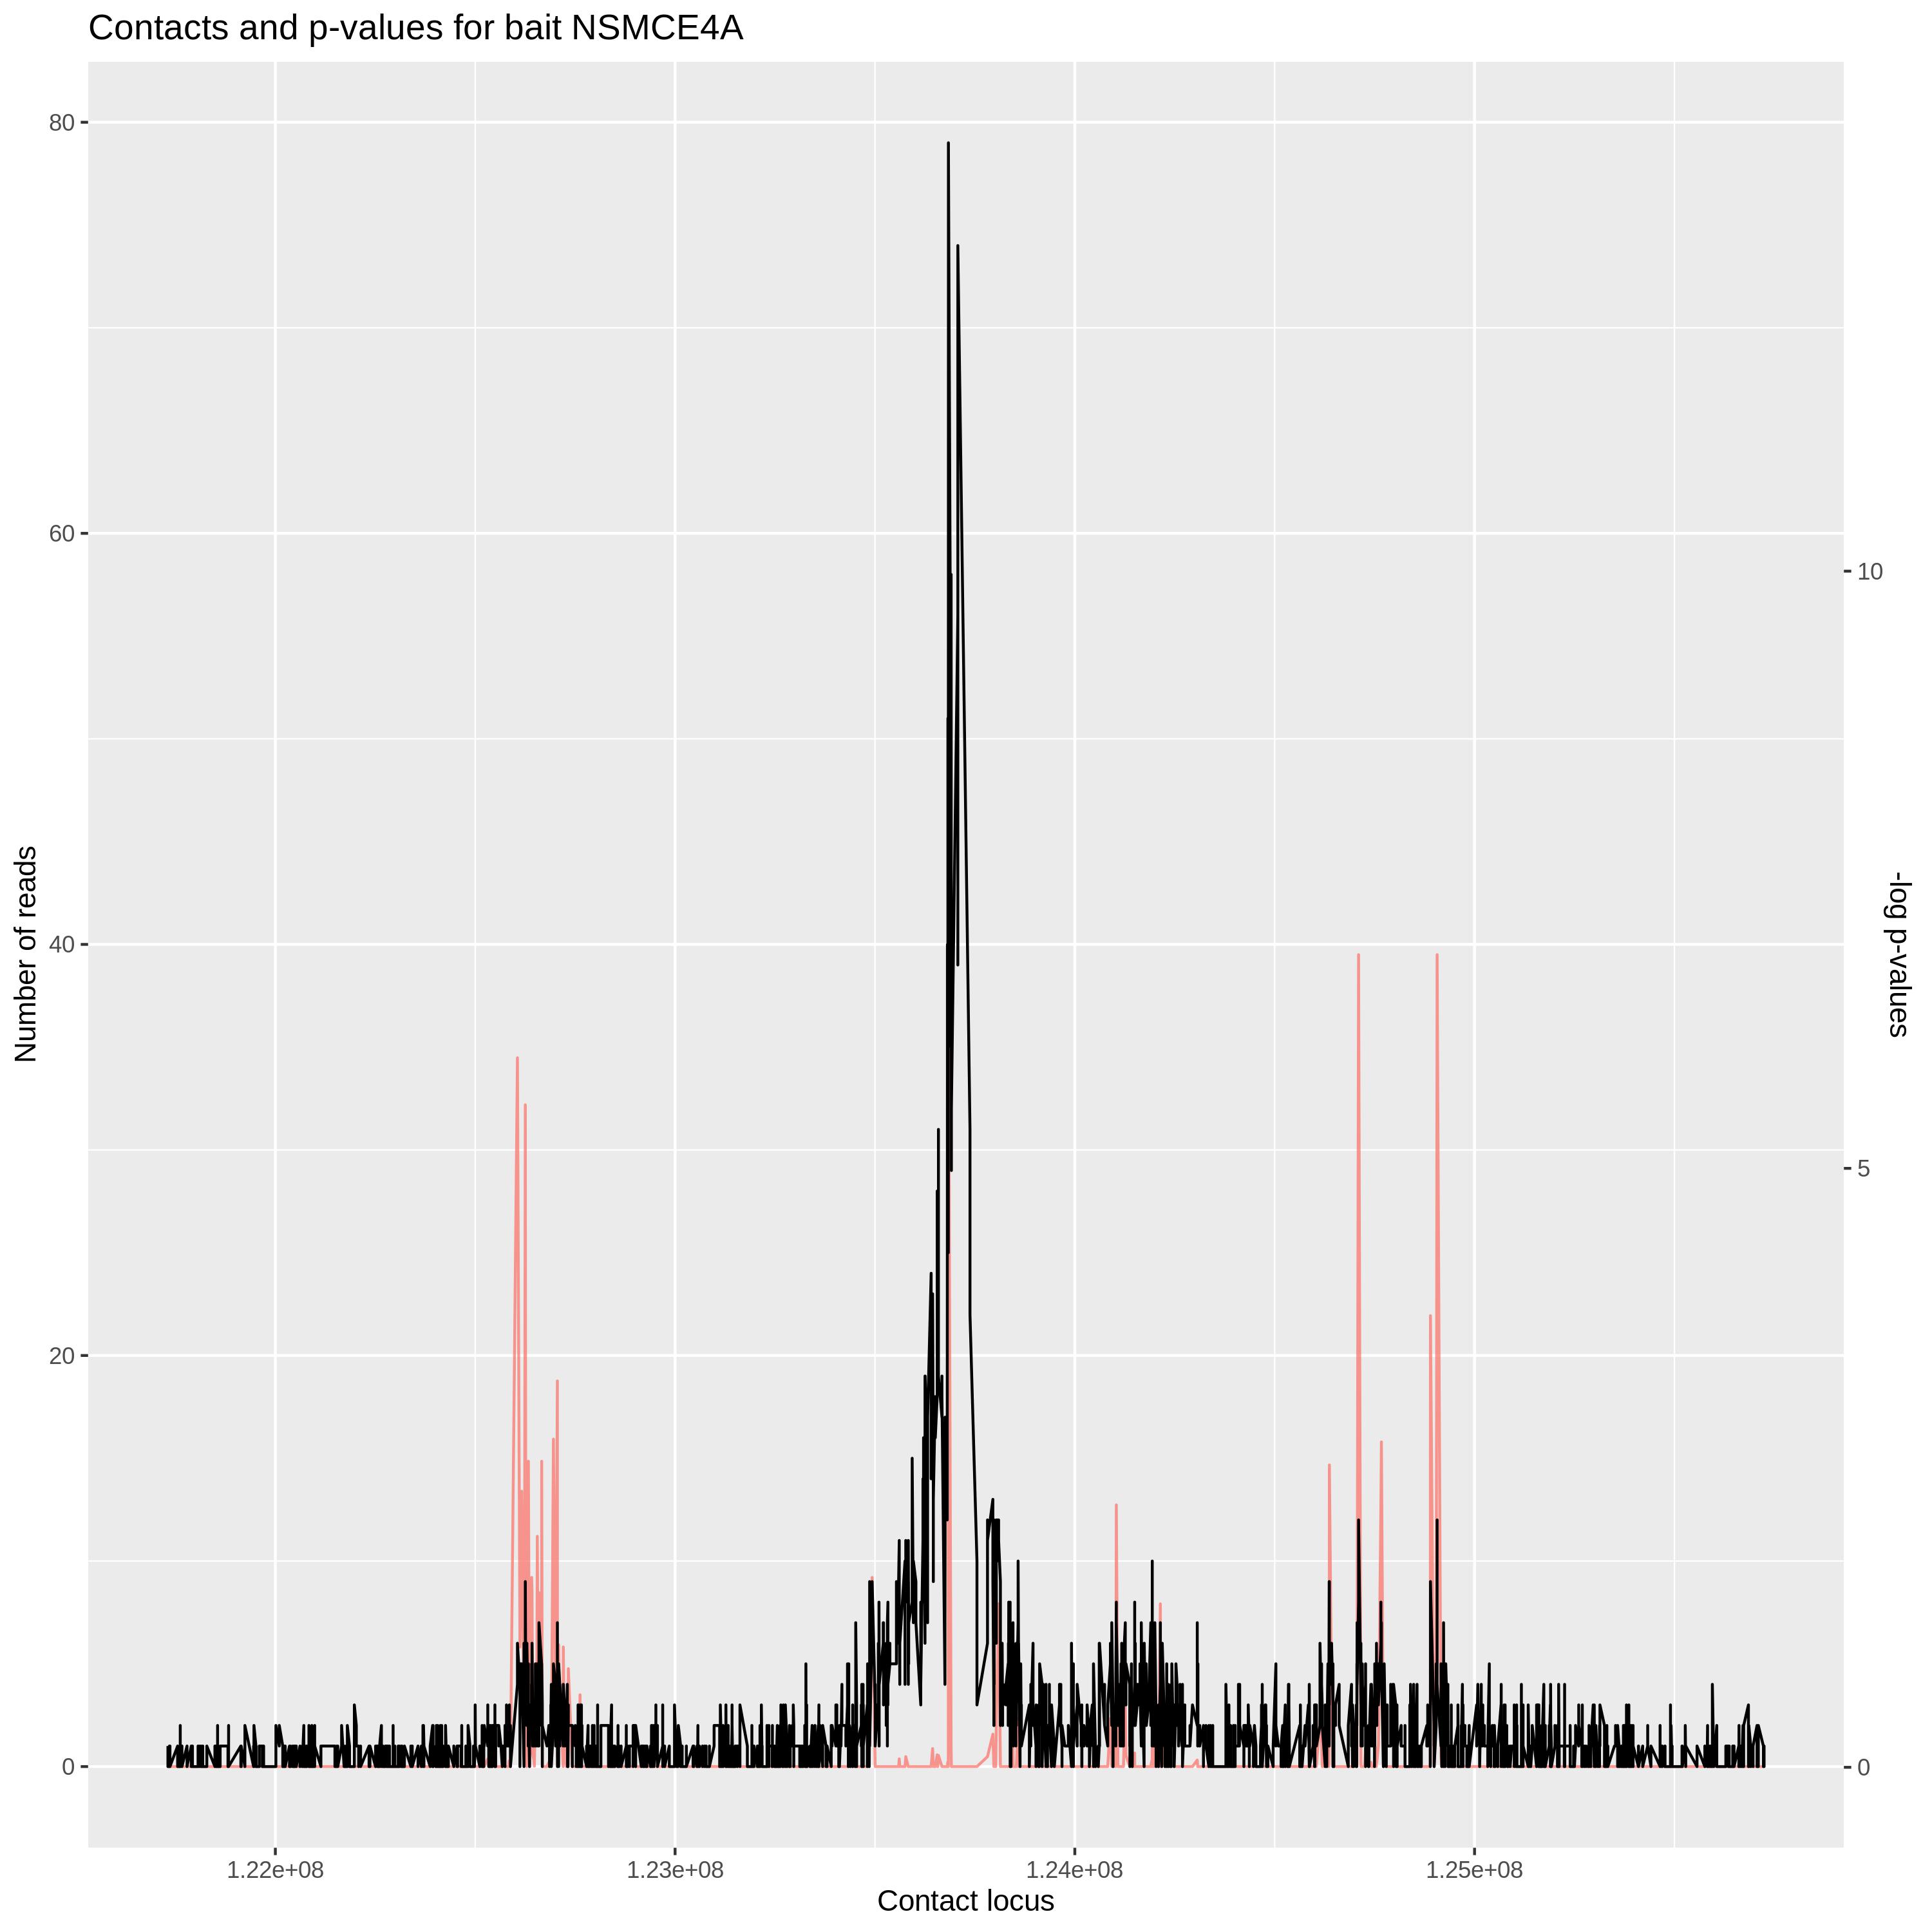 Contacts and p-values for bait NSMCE4A
80
60
40
20
0
10
5
0
Number of reads
-log p-values
1.22e+08
1.23e+08
1.24e+08
1.25e+08
Contact locus